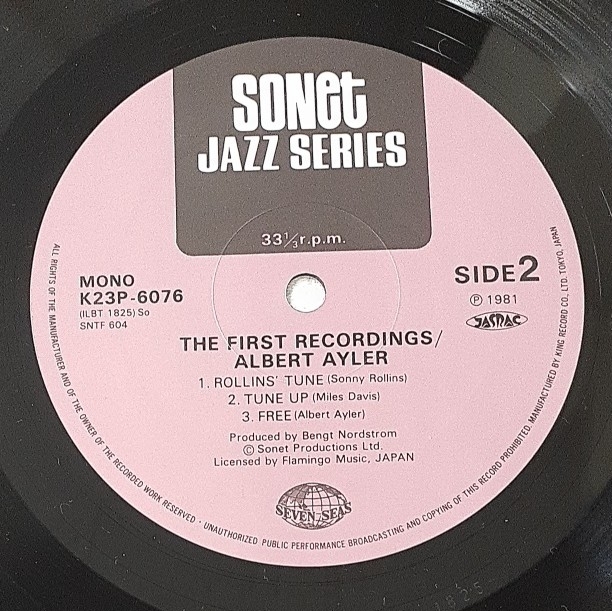 SONet
JAZZ SERIES
33⅓ r.p.m.
MONO
K23P-6076
(ILBT 1825) So
SNTF 604
SIDE 2
Ⓟ 1981
JASRAC
THE FIRST RECORDINGS/
ALBERT AYLER
1. ROLLINS' TUNE (Sonny Rollins)
2. TUNE UP (Miles Davis)
3. FREE (Albert Ayler)
Produced by Bengt Nordstrom
© Sonet Productions Ltd.
Licensed by Flamingo Music, JAPAN
SEVEN SEAS
ALL RIGHTS OF THE MANUFACTURER AND OF THE OWNER OF THE RECORDED WORK RESERVED · UNAUTHORIZED PUBLIC PERFORMANCE BROADCASTING AND COPYING OF THIS RECORD PROHIBITED. MANUFACTURED BY KING RECORD CO., LTD. TOKYO, JAPAN